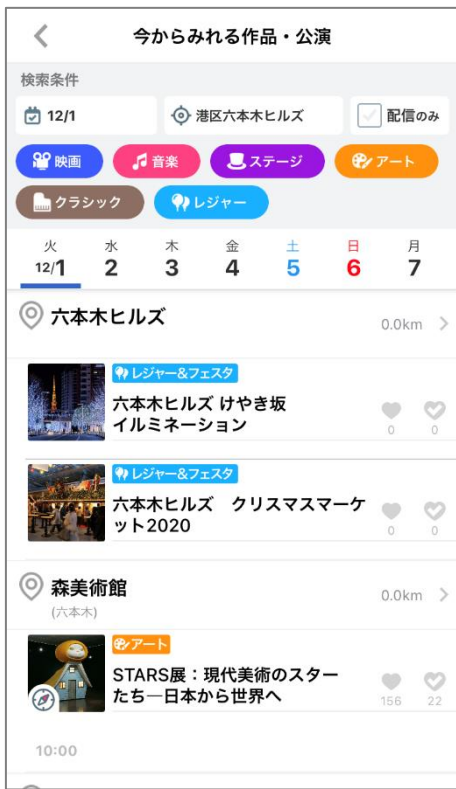 今からみれる作品・公演
検索条件
12/1
港区六本木ヒルズ
配信のみ
映画
音楽
ステージ
アート
クラシック
レジャー
火 水 木 金 土 日 月
12/1 2 3 4 5 6 7
六本木ヒルズ
0.0km
レジャー&フェスタ
六本木ヒルズ けやき坂
イルミネーション
0 0
レジャー&フェスタ
六本木ヒルズ クリスマスマーケ
ット2020
0 0
森美術館
0.0km
(六本木)
アート
STARS展：現代美術のスター
たち―日本から世界へ
156 22
10:00